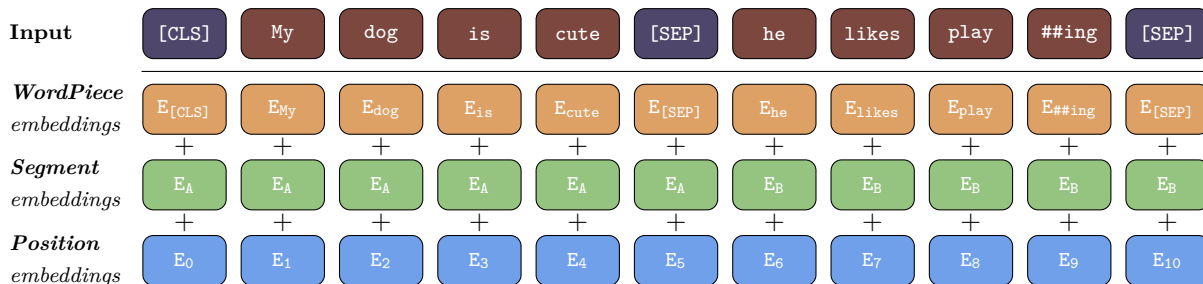 Input [CLS] My dog is cute [SEP] he likes play ##ing [SEP]
WordPiece
embeddings E[CLS] EMy Edog Eis Ecute E[SEP] Ehe Elikes Eplay E##ing E[SEP]
+ + + + + + + + + + +
Segment
embeddings EA EA EA EA EA EA EB EB EB EB EB
+ + + + + + + + + + +
Position
embeddings E0 E1 E2 E3 E4 E5 E6 E7 E8 E9 E10